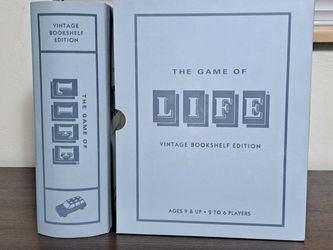 VINTAGE
BOOKSHELF
EDITION
THE GAME OF
LIFE
THE GAME OF
LIFE
VINTAGE BOOKSHELF EDITION
AGES 9 & UP • 2 TO 6 PLAYERS